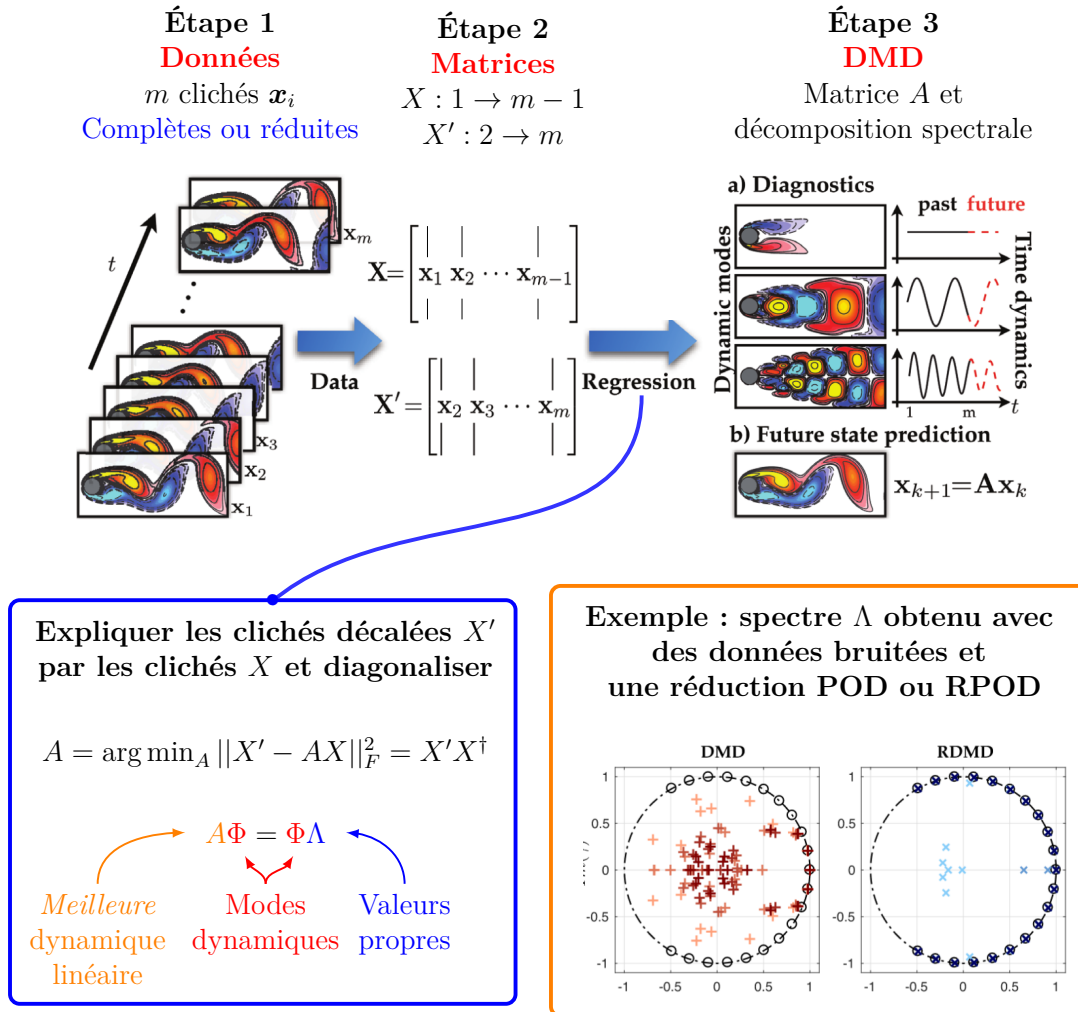 Étape 1
Données
m clichés x_i
Complètes ou réduites
Étape 2
Matrices
X : 1 → m − 1
X′ : 2 → m
Étape 3
DMD
Matrice A et
décomposition spectrale
t
x_m
x_3
x_2
x_1
Data
X= [ x_1 x_2 ⋯ x_{m−1} ]
X′= [ x_2 x_3 ⋯ x_m ]
Regression
a) Diagnostics
past future
Dynamic modes
Time dynamics
1 m t
b) Future state prediction
x_{k+1}=Ax_k
Expliquer les clichés décalées X′
par les clichés X et diagonaliser
A = arg min_A ||X′ − AX||²_F = X′X†
AΦ = ΦΛ
Meilleure
dynamique
linéaire
Modes
dynamiques
Valeurs
propres
Exemple : spectre Λ obtenu avec
des données bruitées et
une réduction POD ou RPOD
DMD
1
0.5
0
-0.5
-1
-1 -0.5 0 0.5 1
RDMD
1
0.5
0
-0.5
-1
-1 -0.5 0 0.5 1